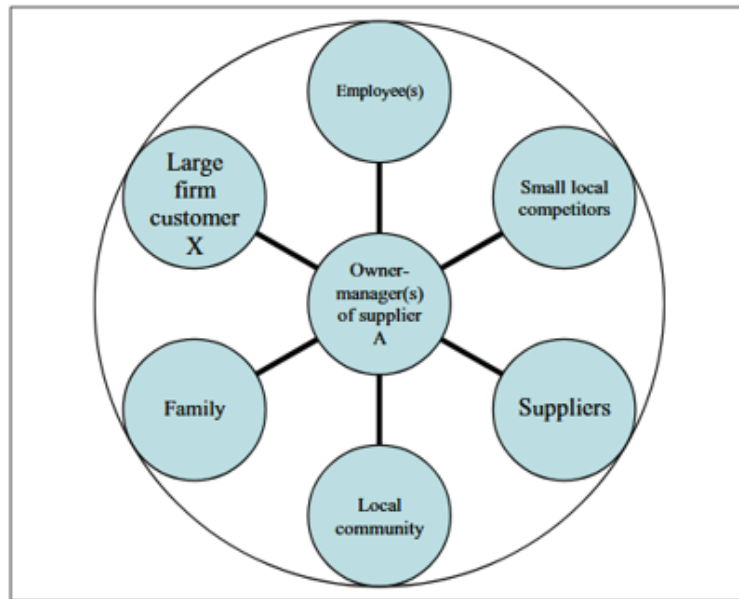 Employee(s)
Large
firm
customer
X
Small local
competitors
Owner-
manager(s)
of supplier
A
Family
Suppliers
Local
community